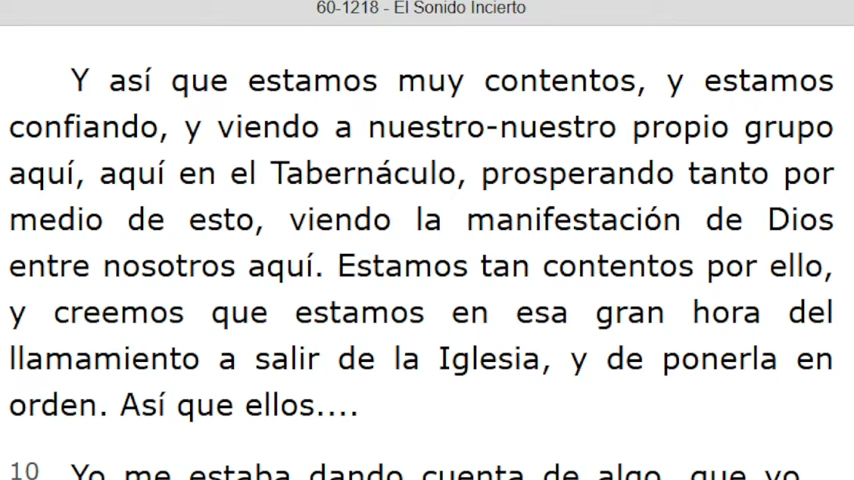 60-1218 - El Sonido Incierto
Y así que estamos muy contentos, y estamos
confiando, y viendo a nuestro-nuestro propio grupo
aquí, aquí en el Tabernáculo, prosperando tanto por
medio de esto, viendo la manifestación de Dios
entre nosotros aquí. Estamos tan contentos por ello,
y creemos que estamos en esa gran hora del
llamamiento a salir de la Iglesia, y de ponerla en
orden. Así que ellos....
10 Yo me estaba dando cuenta de algo, que yo